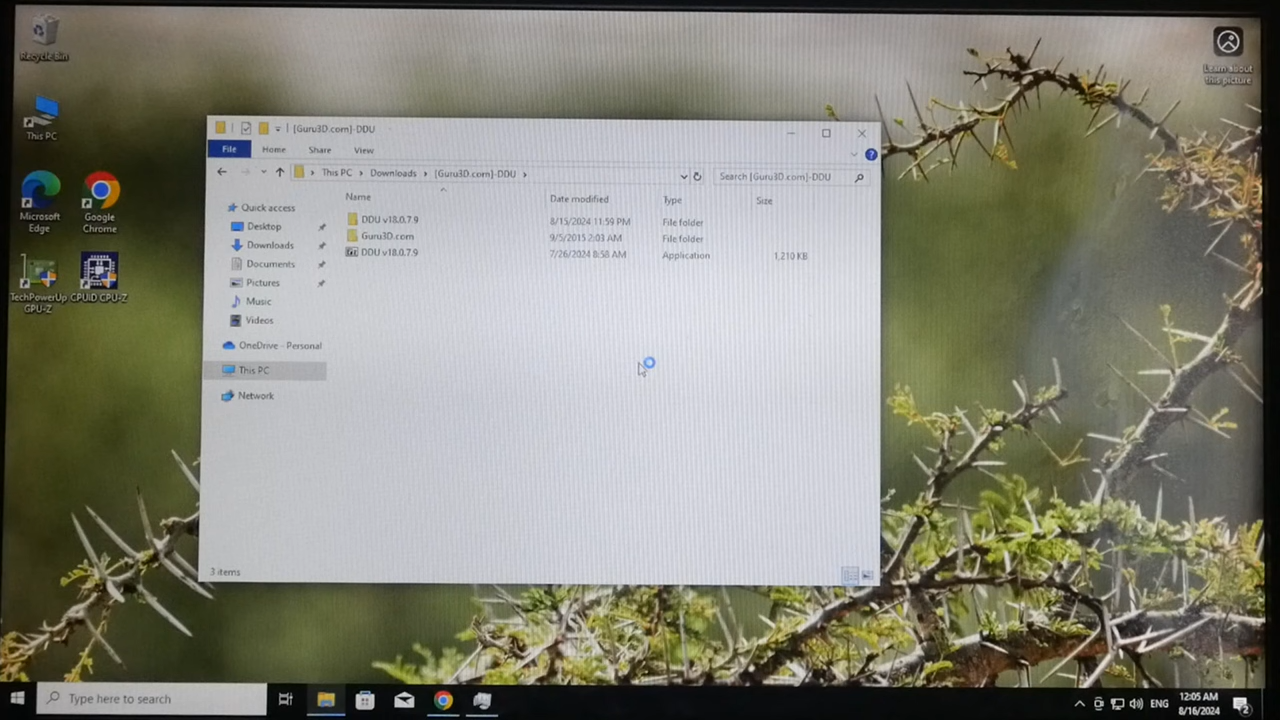 Recycle Bin
This PC
Microsoft
Edge
Google
Chrome
TechPowerUp
GPU-Z
CPUID CPU-Z
Learn about
this picture
[Guru3D.com]-DDU
File Home Share View
This PC Downloads [Guru3D.com]-DDU
Search [Guru3D.com]-DDU
Name Date modified Type Size
DDU v18.0.7.9 8/15/2024 11:59 PM File folder
Guru3D.com 9/5/2015 2:03 AM File folder
DDU v18.0.7.9 7/26/2024 8:58 AM Application 1,210 KB
Quick access
Desktop
Downloads
Documents
Pictures
Music
Videos
OneDrive - Personal
This PC
Network
3 items
Type here to search
ENG
12:05 AM
8/16/2024
2